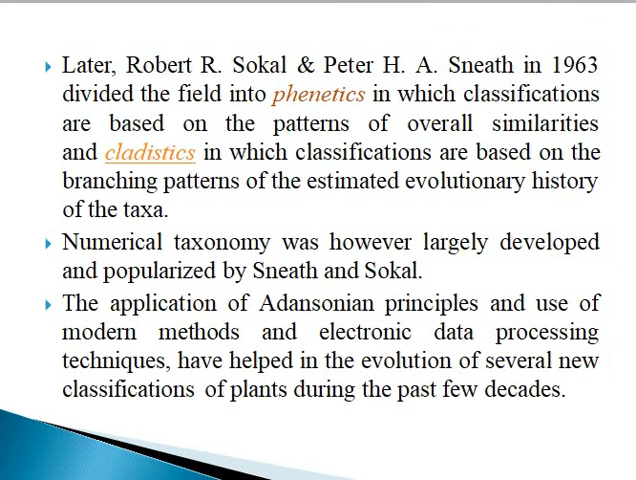 Later, Robert R. Sokal & Peter H. A. Sneath in 1963
divided the field into phenetics in which classifications
are based on the patterns of overall similarities
and cladistics in which classifications are based on the
branching patterns of the estimated evolutionary history
of the taxa.
Numerical taxonomy was however largely developed
and popularized by Sneath and Sokal.
The application of Adansonian principles and use of
modern methods and electronic data processing
techniques, have helped in the evolution of several new
classifications of plants during the past few decades.